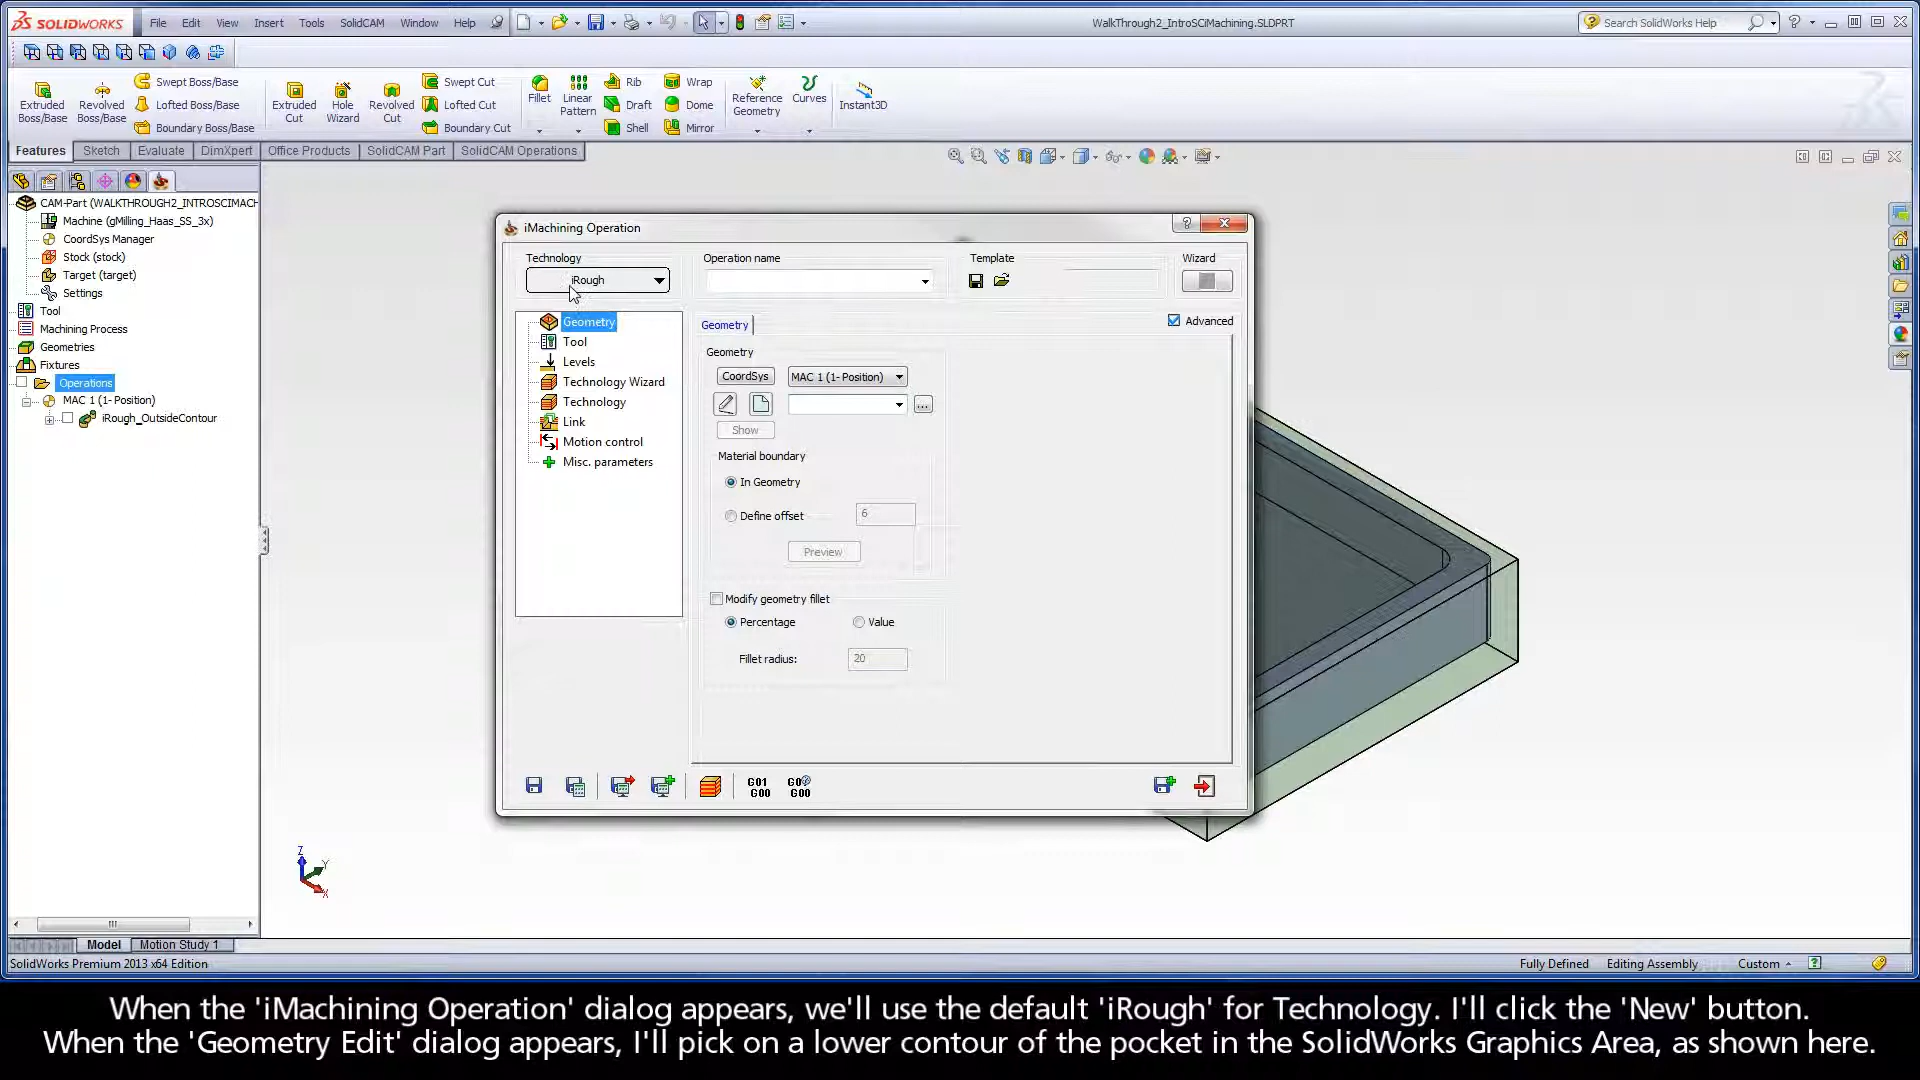 SOLIDWORKS File Edit View Insert Tools SolidCAM Window Help WalkThrough2_IntroSCiMachining.SLDPRT Search SolidWorks Help
Extruded Boss/Base
Revolved Boss/Base
Swept Boss/Base
Lofted Boss/Base
Boundary Boss/Base
Extruded Cut
Hole Wizard
Revolved Cut
Swept Cut
Lofted Cut
Boundary Cut
Fillet
Linear Pattern
Rib
Draft
Shell
Wrap
Dome
Mirror
Reference Geometry
Curves
Instant3D
Features Sketch Evaluate DimXpert Office Products SolidCAM Part SolidCAM Operations
CAM-Part (WALKTHROUGH2_INTROSCIMACH
Machine (gMilling_Haas_SS_3x)
CoordSys Manager
Stock (stock)
Target (target)
Settings
Tool
Machining Process
Geometries
Fixtures
Operations
MAC 1 (1- Position)
iRough_OutsideContour
iMachining Operation
Technology
iRough
Operation name
Template
Wizard
Geometry
Tool
Levels
Technology Wizard
Technology
Link
Motion control
Misc. parameters
Advanced
Geometry
Geometry
CoordSys MAC 1 (1- Position)
Show
Material boundary
In Geometry
Define offset 6
Preview
Modify geometry fillet
Percentage Value
Fillet radius: 20
G01 G00
G00
Z
Y
X
Model Motion Study 1
SolidWorks Premium 2013 x64 Edition Fully Defined Editing Assembly Custom
When the 'iMachining Operation' dialog appears, we'll use the default 'iRough' for Technology. I'll click the 'New' button.
When the 'Geometry Edit' dialog appears, I'll pick on a lower contour of the pocket in the SolidWorks Graphics Area, as shown here.